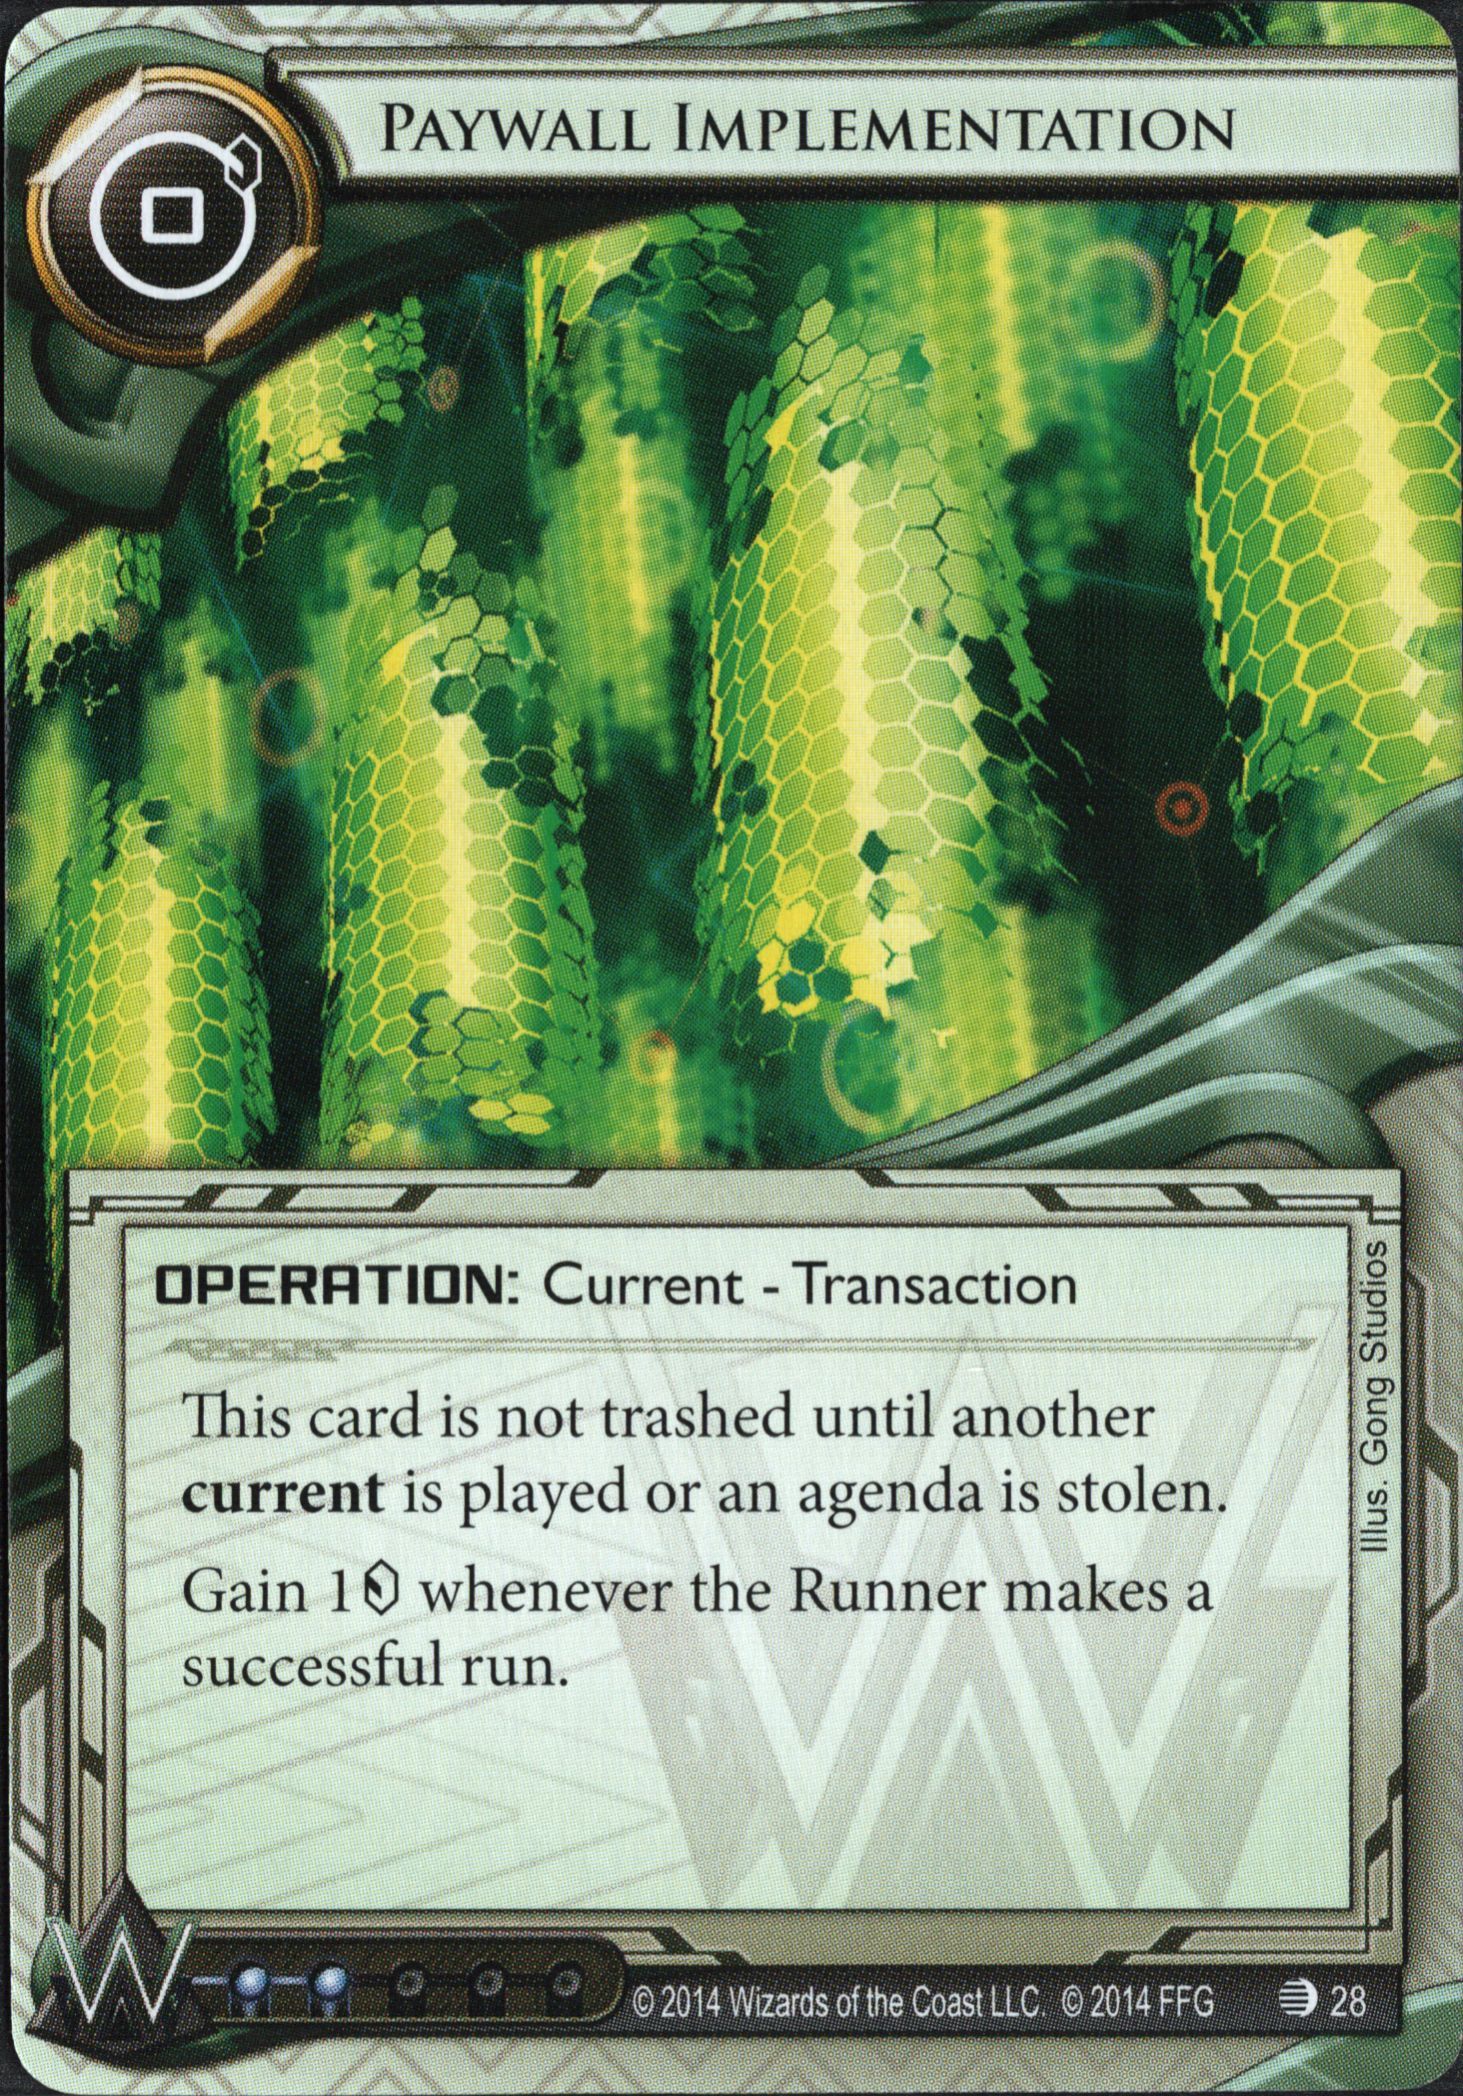 0
PAYWALL IMPLEMENTATION
OPERATION: Current - Transaction
This card is not trashed until another
current is played or an agenda is stolen.
Gain 1 whenever the Runner makes a
successful run.
Illus. Gong Studios
W
© 2014 Wizards of the Coast LLC. © 2014 FFG
28